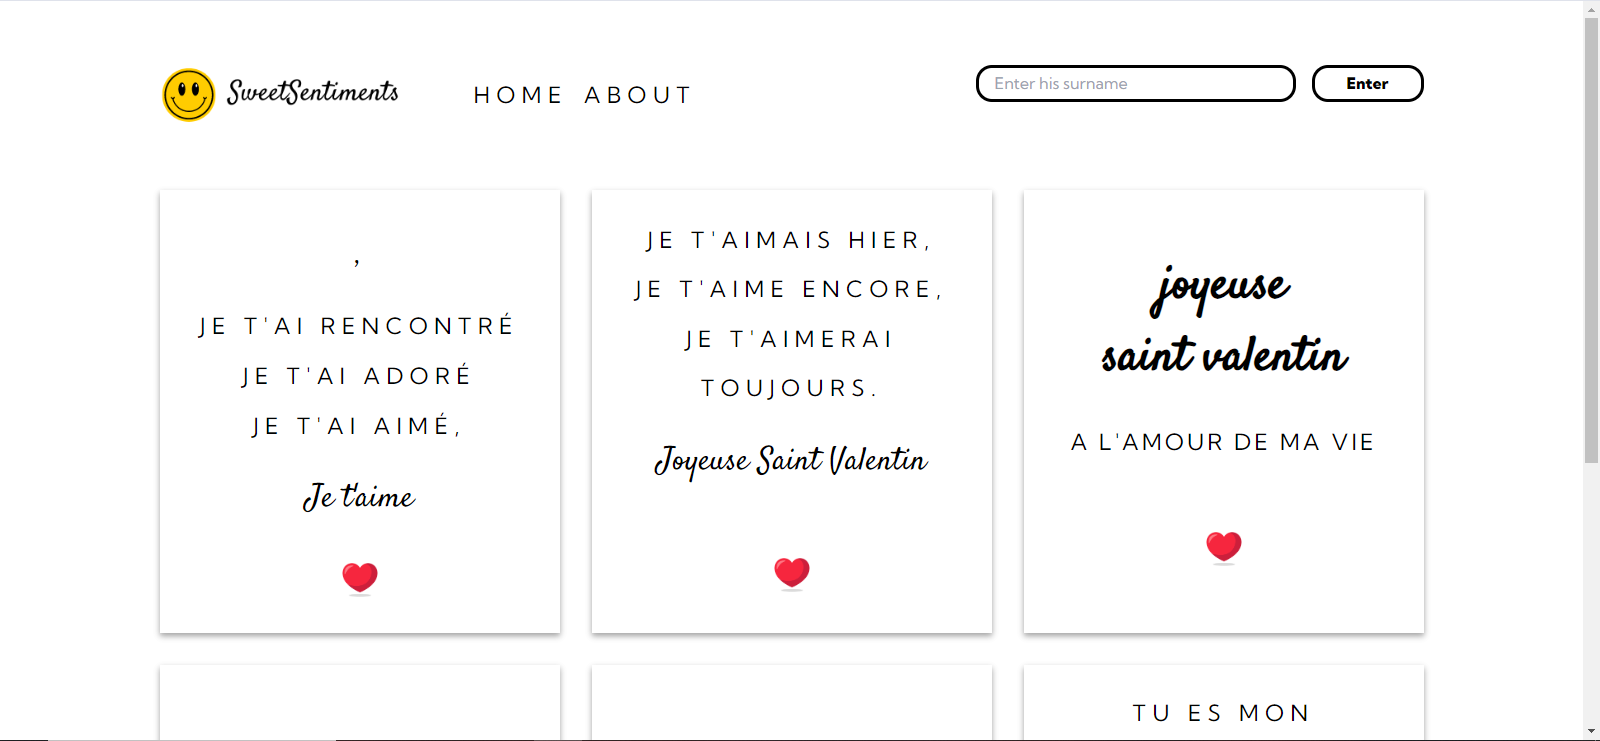 SweetSentiments
HOME ABOUT
Enter his surname
Enter
,
JE T'AI RENCONTRÉ
JE T'AI ADORÉ
JE T'AI AIMÉ,
Je t'aime
JE T'AIMAIS HIER,
JE T'AIME ENCORE,
JE T'AIMERAI
TOUJOURS.
Joyeuse Saint Valentin
joyeuse
saint valentin
A L'AMOUR DE MA VIE
TU ES MON